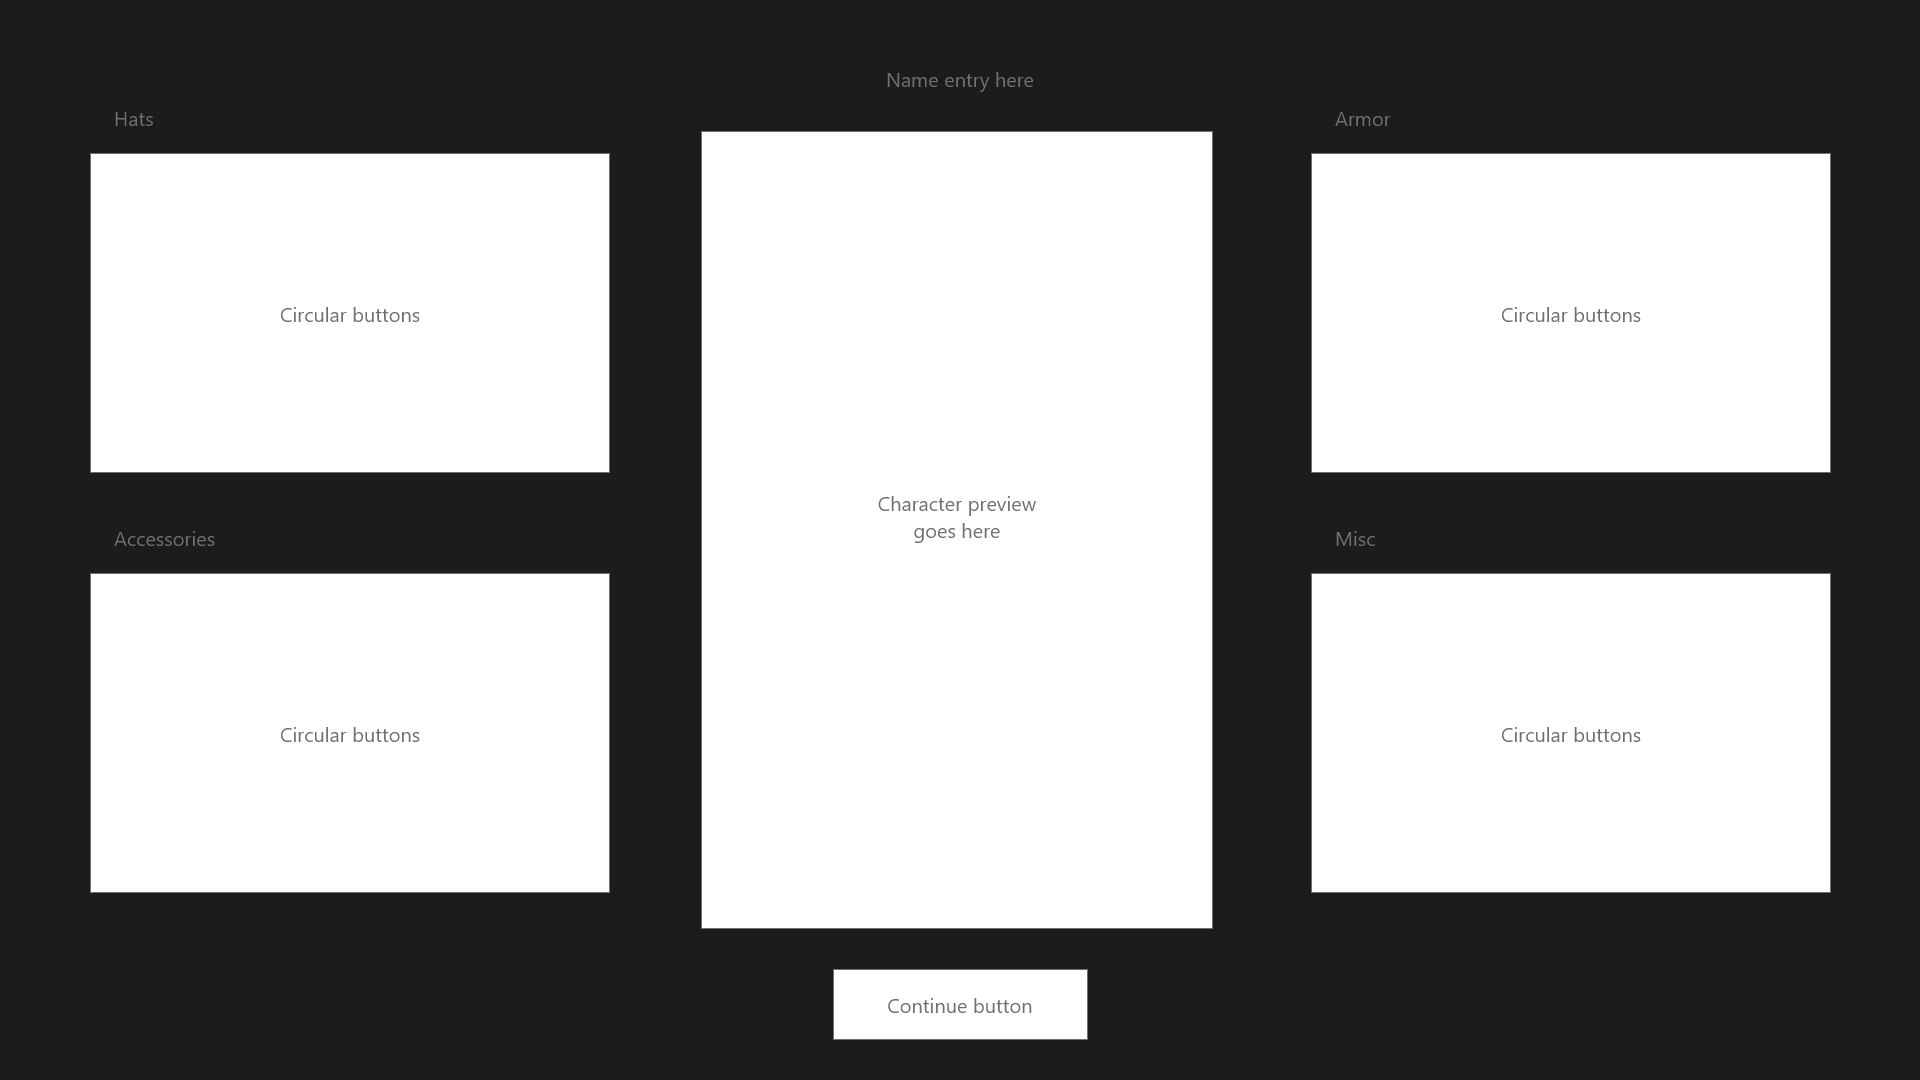 Name entry here
Hats
Armor
Circular buttons
Circular buttons
Character preview
goes here
Accessories
Misc
Circular buttons
Circular buttons
Continue button